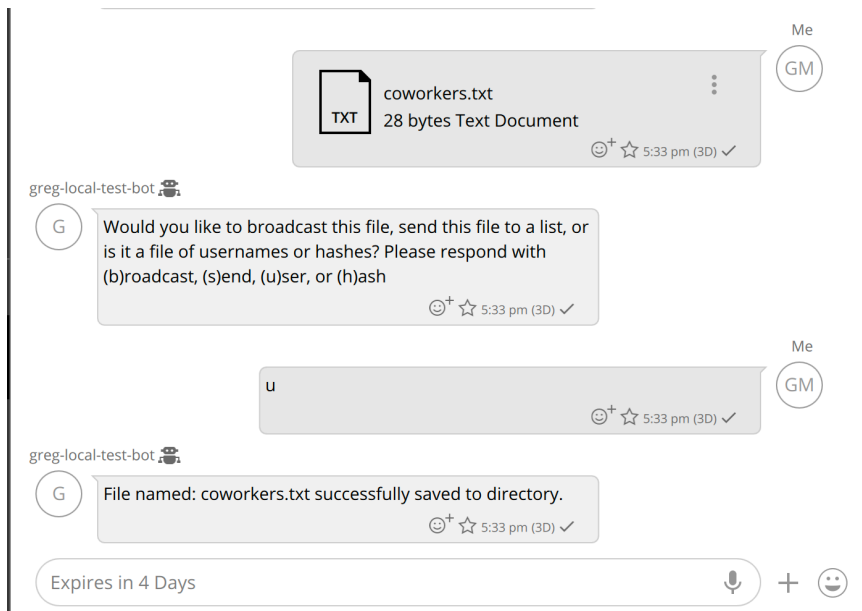 Me
GM
TXT
coworkers.txt
28 bytes Text Document
5:33 pm (3D)
greg-local-test-bot
G
Would you like to broadcast this file, send this file to a list, or
is it a file of usernames or hashes? Please respond with
(b)roadcast, (s)end, (u)ser, or (h)ash
5:33 pm (3D)
Me
GM
u
5:33 pm (3D)
greg-local-test-bot
G
File named: coworkers.txt successfully saved to directory.
5:33 pm (3D)
Expires in 4 Days